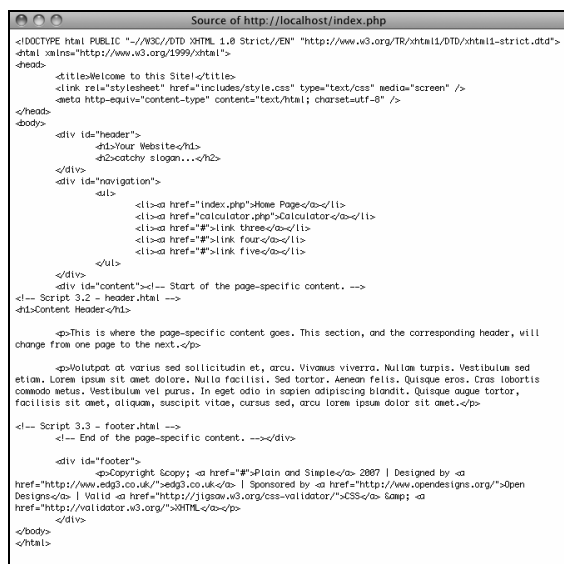 Source of http://localhost/index.php
<!DOCTYPE html PUBLIC "-//W3C//DTD XHTML 1.0 Strict//EN" "http://www.w3.org/TR/xhtml1/DTD/xhtml1-strict.dtd">
<html xmlns="http://www.w3.org/1999/xhtml">
<head>
<title>Welcome to this Site!</title>
<link rel="stylesheet" href="includes/style.css" type="text/css" media="screen" />
<meta http-equiv="content-type" content="text/html; charset=utf-8" />
</head>
<body>
<div id="header">
<h1>Your Website</h1>
<h2>catchy slogan...</h2>
</div>
<div id="navigation">
<ul>
<li><a href="index.php">Home Page</a></li>
<li><a href="calculator.php">Calculator</a></li>
<li><a href="#">link three</a></li>
<li><a href="#">link four</a></li>
<li><a href="#">link five</a></li>
</ul>
</div>
<div id="content"><!-- Start of the page-specific content. -->
<!-- Script 3.2 - header.html -->
<h1>Content Header</h1>
<p>This is where the page-specific content goes. This section, and the corresponding header, will
change from one page to the next.</p>
<p>Volutpat at varius sed sollicitudin et, arcu. Vivamus viverra. Nullam turpis. Vestibulum sed
etiam. Lorem ipsum sit amet dolore. Nulla facilisi. Sed tortor. Aenean felis. Quisque eros. Cras lobortis
commodo metus. Vestibulum vel purus. In eget odio in sapien adipiscing blandit. Quisque augue tortor,
facilisis sit amet, aliquam, suscipit vitae, cursus sed, arcu lorem ipsum dolor sit amet.</p>
<!-- Script 3.3 - footer.html -->
<!-- End of the page-specific content. --></div>
<div id="footer">
<p>Copyright &copy; <a href="#">Plain and Simple</a> 2007 | Designed by <a
href="http://www.edg3.co.uk/">edg3.co.uk</a> | Sponsored by <a href="http://www.opendesigns.org/">Open
Designs</a> | Valid <a href="http://jigsaw.w3.org/css-validator/">CSS</a> &amp; <a
href="http://validator.w3.org/">XHTML</a></p>
</div>
</body>
</html>